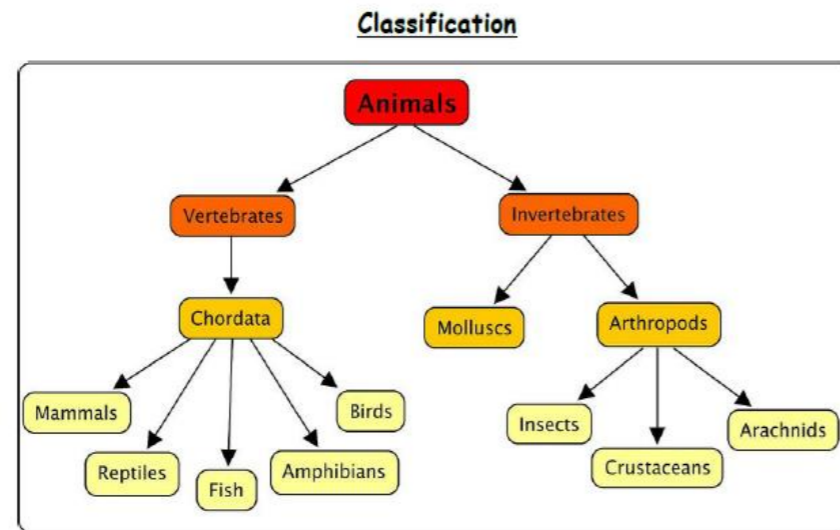 Classification
Animals
Vertebrates
Invertebrates
Chordata
Molluscs
Arthropods
Mammals
Birds
Insects
Arachnids
Reptiles
Fish
Amphibians
Crustaceans